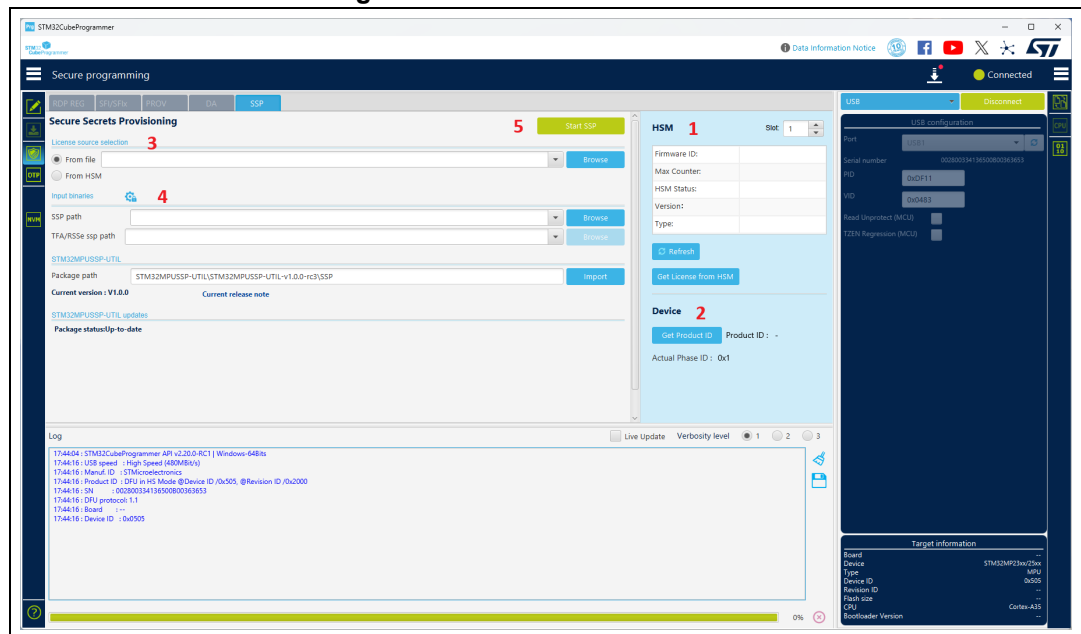 STM32CubeProgrammer
STM32
CubeProgrammer
Data Information Notice
Secure programming
Connected
RDP REG
SFI/SFIx
PROV
DA
SSP
USB
Disconnect
Secure Secrets Provisioning
5
Start SSP
License source selection
3
From file
Browse
From HSM
Input binaries
4
SSP path
Browse
TFA/RSSe ssp path
Browse
STM32MPUSSP-UTIL
Package path
STM32MPUSSP-UTIL\STM32MPUSSP-UTIL-v1.0.0-rc3\SSP
Import
Current version : V1.0.0
Current release note
STM32MPUSSP-UTIL updates
Package status:Up-to-date
HSM
1
Slot
1
Firmware ID:
Max Counter:
HSM Status:
Version:
Type:
Refresh
Get License from HSM
Device
2
Get Product ID
Product ID : -
Actual Phase ID : 0x1
USB configuration
Port
USB1
Serial number
002800334136500B00363653
PID
0xDF11
VID
0x0483
Read Unprotect (MCU)
TZEN Regression (MCU)
OTP
NVM
CPU
01
10
Log
Live Update
Verbosity level
1
2
3
17:44:04 : STM32CubeProgrammer API v2.20.0-RC1 | Windows-64Bits
17:44:16 : USB speed : High Speed (480MBit/s)
17:44:16 : Manuf. ID : STMicroelectronics
17:44:16 : Product ID : DFU in HS Mode @Device ID /0x505, @Revision ID /0x2000
17:44:16 : SN : 002800334136500B00363653
17:44:16 : DFU protocol: 1.1
17:44:16 : Board : --
17:44:16 : Device ID : 0x0505
0%
Target information
Board --
Device STM32MP23xx/25xx
Type MPU
Device ID 0x505
Revision ID --
Flash size --
CPU Cortex-A35
Bootloader Version --